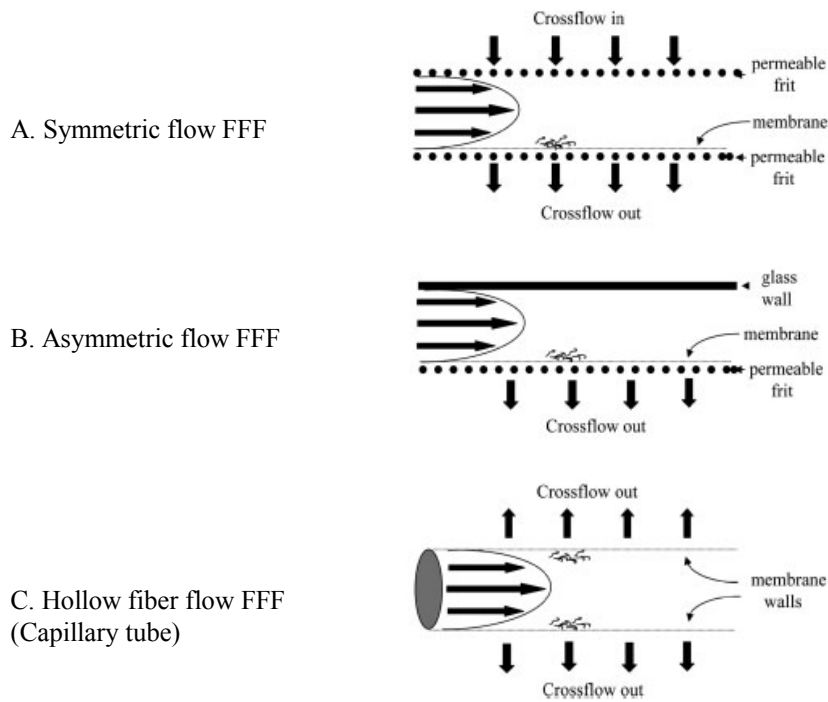 Crossflow in
permeable
frit
A. Symmetric flow FFF
membrane
permeable
frit
Crossflow out
glass
wall
B. Asymmetric flow FFF
membrane
permeable
frit
Crossflow out
Crossflow out
C. Hollow fiber flow FFF
(Capillary tube)
membrane
walls
Crossflow out